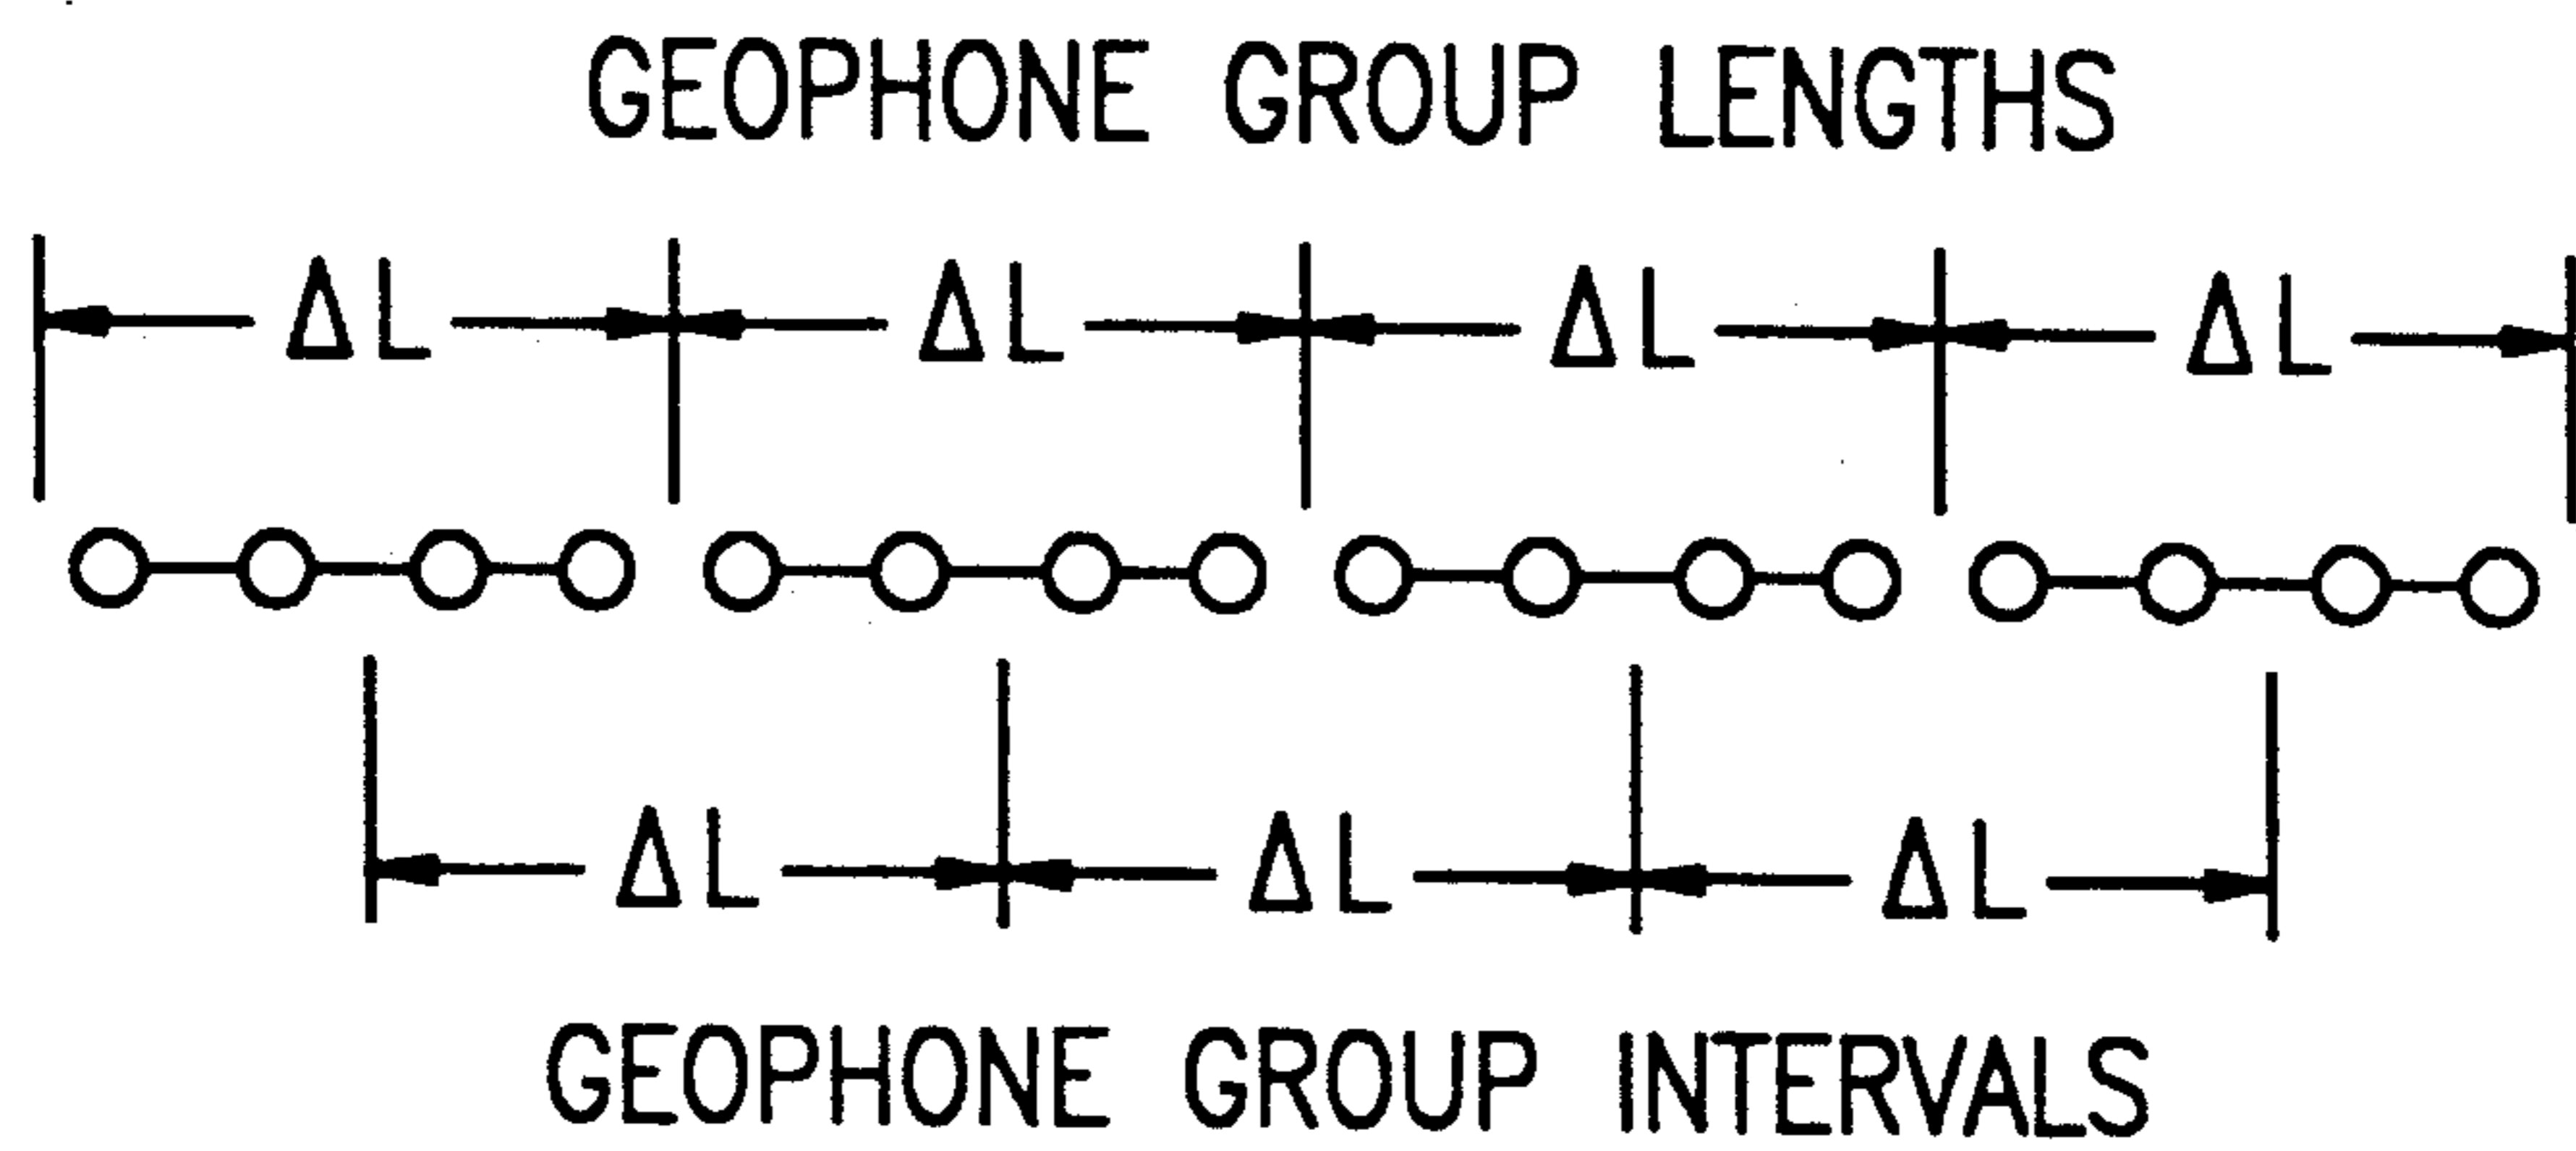 GEOPHONE GROUP LENGTHS
ΔL ΔL ΔL ΔL
ΔL ΔL ΔL
GEOPHONE GROUP INTERVALS